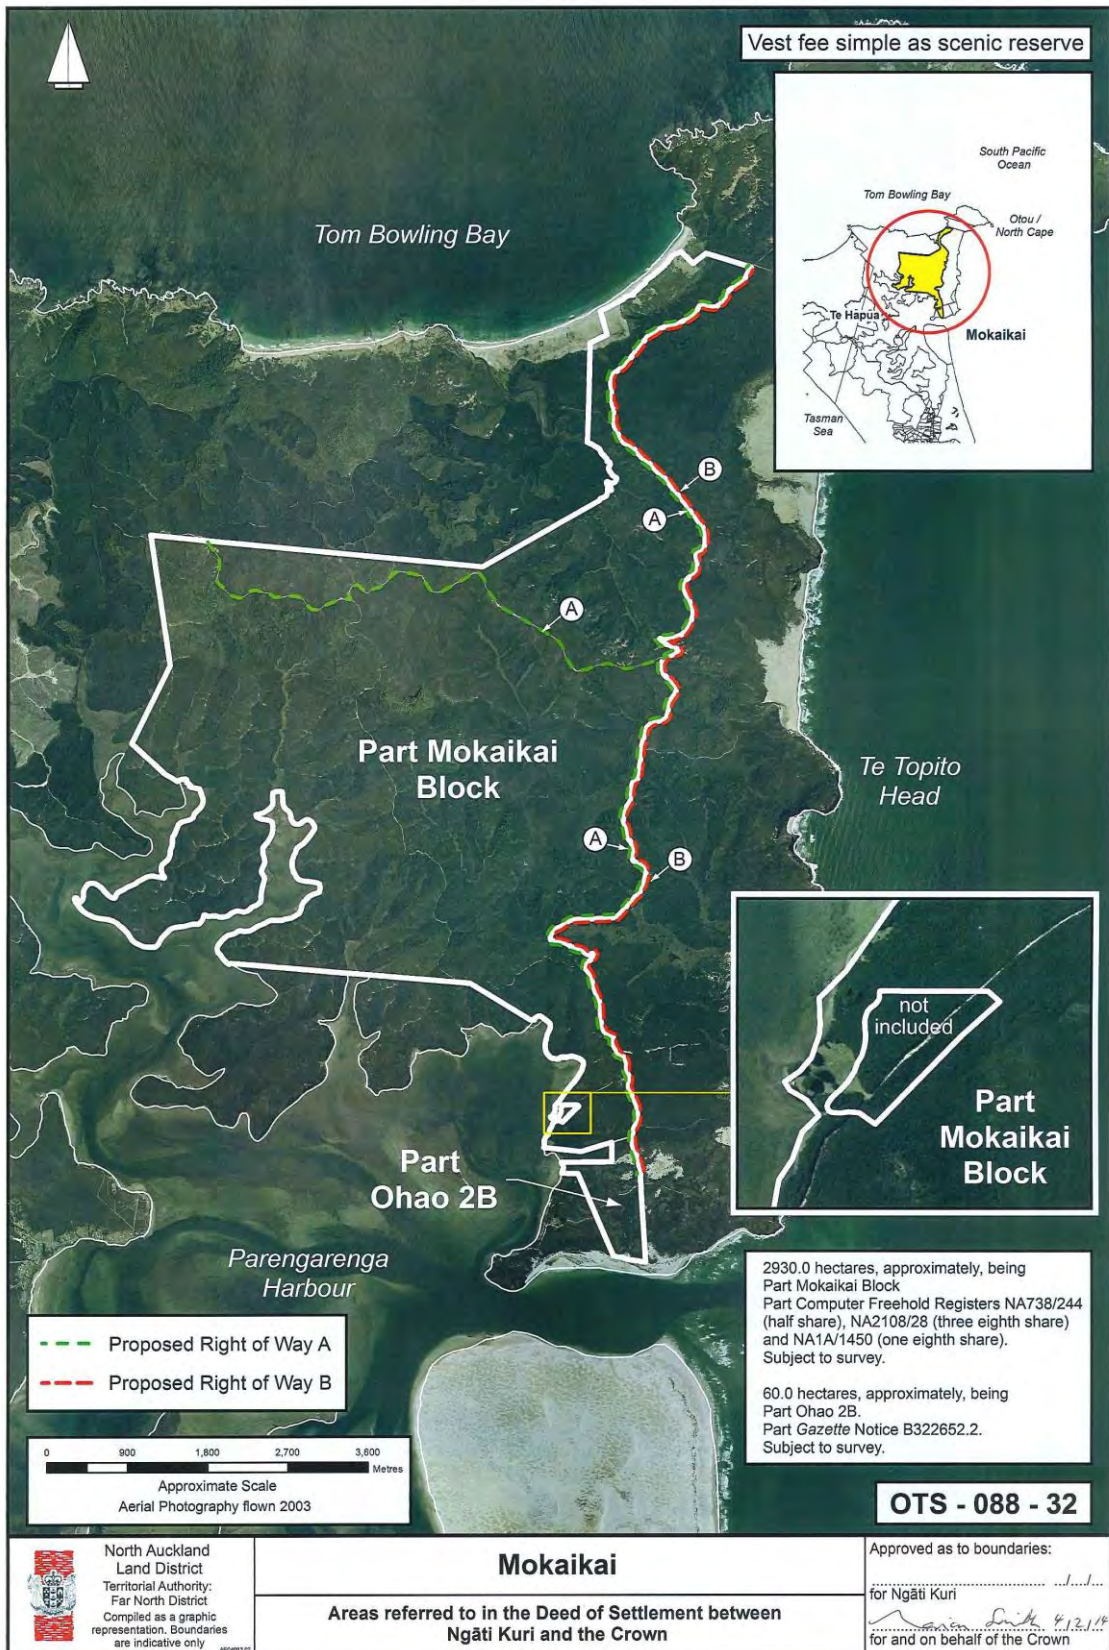 Vest fee simple as scenic reserve
South Pacific
Ocean
Tom Bowling Bay
Otou /
North Cape
Te Hapua
Mokaikai
Tasman
Sea
Tom Bowling Bay
B
A
A
Part Mokaikai
Block
Te Topito
Head
A
B
not
included
Part
Mokaikai
Block
Part
Ohao 2B
Parengarenga
Harbour
2930.0 hectares, approximately, being
Part Mokaikai Block
Part Computer Freehold Registers NA738/244
(half share), NA2108/28 (three eighth share)
and NA1A/1450 (one eighth share).
Subject to survey.
60.0 hectares, approximately, being
Part Ohao 2B.
Part Gazette Notice B322652.2.
Subject to survey.
Proposed Right of Way A
Proposed Right of Way B
0 900 1,800 2,700 3,600
Metres
Approximate Scale
Aerial Photography flown 2003
OTS - 088 - 32
North Auckland
Land District
Territorial Authority:
Far North District
Compiled as a graphic
representation. Boundaries
are indicative only
Mokaikai
Areas referred to in the Deed of Settlement between
Ngāti Kuri and the Crown
Approved as to boundaries:
/ /
for Ngāti Kuri
Smith 4/2/14
for and on behalf of the Crown